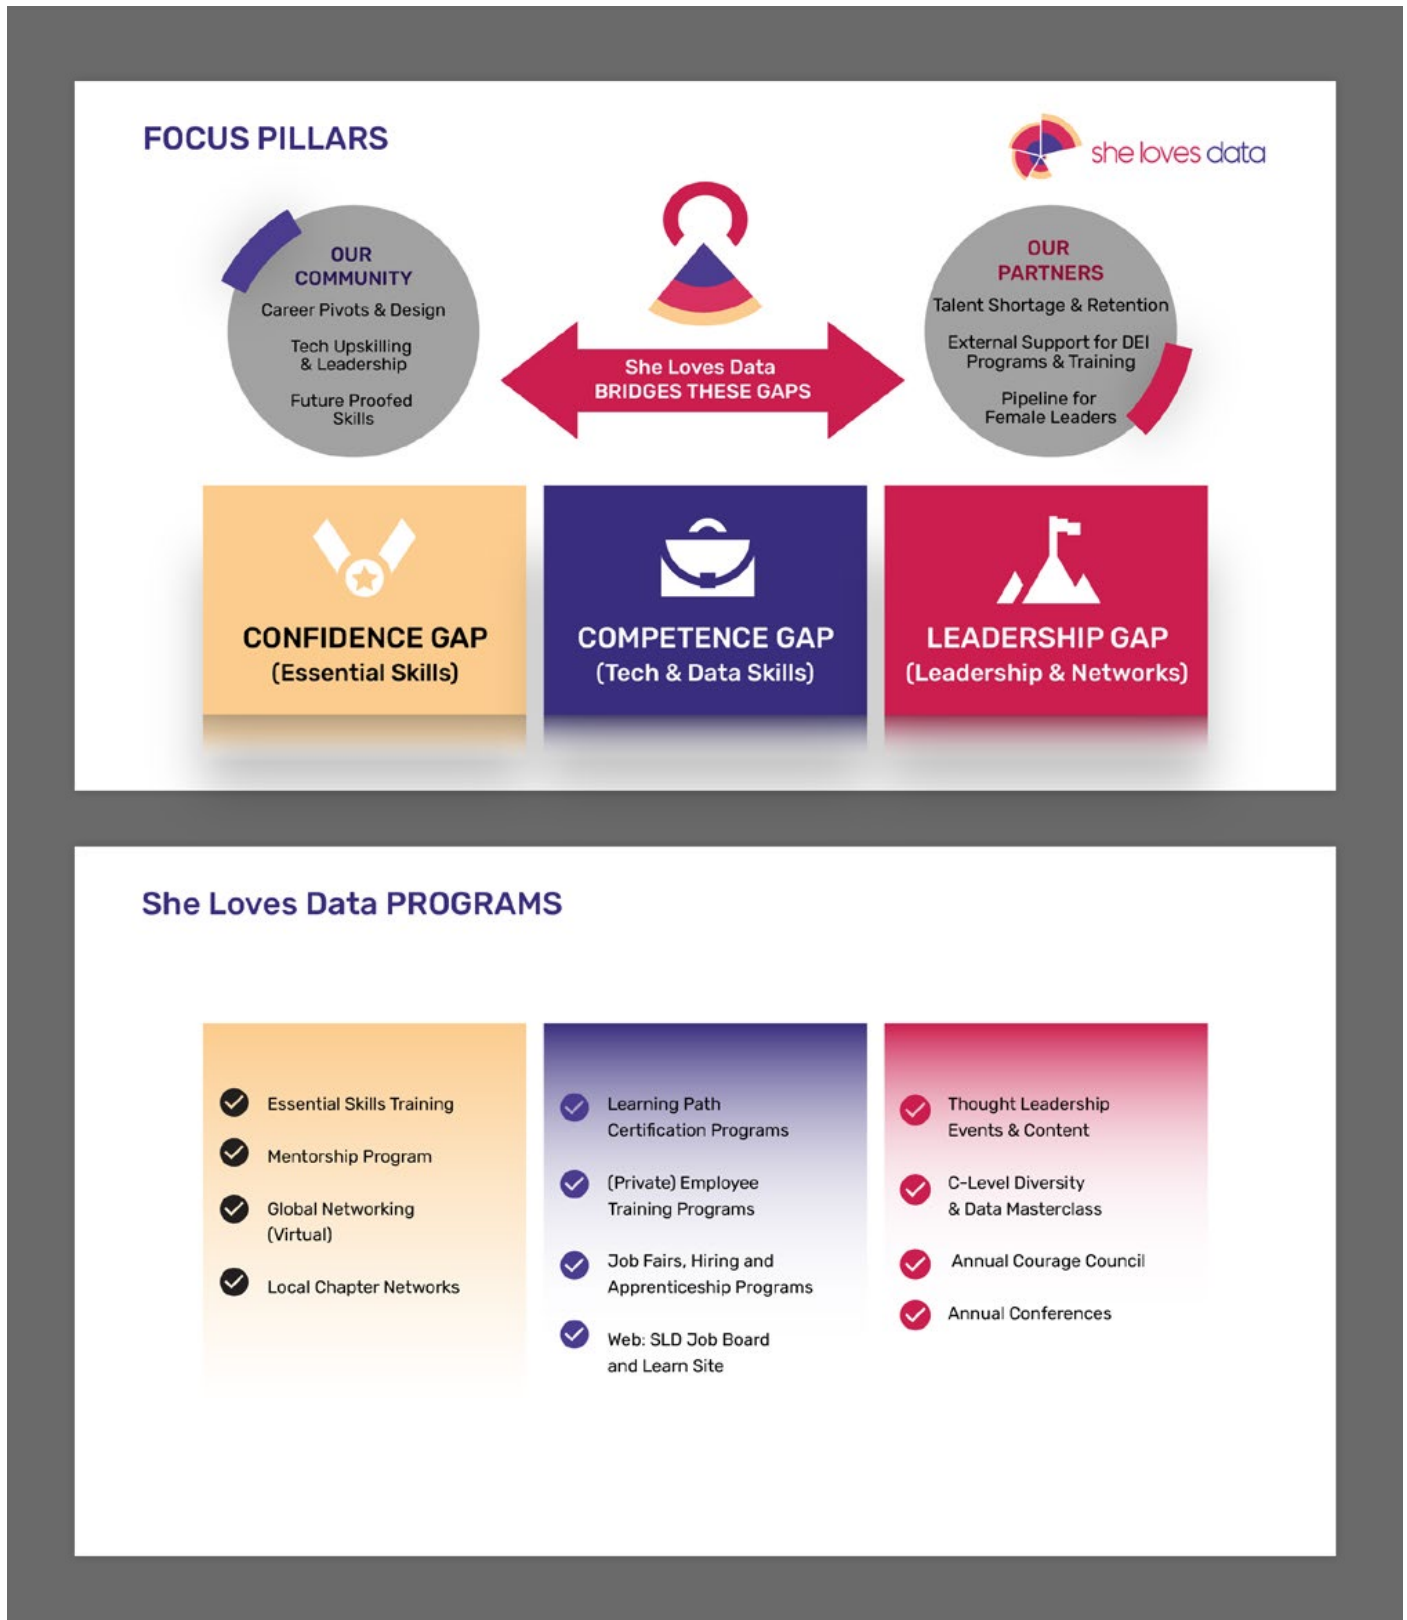 FOCUS PILLARS
she loves data
OUR
COMMUNITY
Career Pivots & Design
Tech Upskilling
& Leadership
Future Proofed
Skills
She Loves Data
BRIDGES THESE GAPS
OUR
PARTNERS
Talent Shortage & Retention
External Support for DEI
Programs & Training
Pipeline for
Female Leaders
CONFIDENCE GAP
(Essential Skills)
COMPETENCE GAP
(Tech & Data Skills)
LEADERSHIP GAP
(Leadership & Networks)
She Loves Data PROGRAMS
Essential Skills Training
Mentorship Program
Global Networking
(Virtual)
Local Chapter Networks
Learning Path
Certification Programs
(Private) Employee
Training Programs
Job Fairs, Hiring and
Apprenticeship Programs
Web: SLD Job Board
and Learn Site
Thought Leadership
Events & Content
C-Level Diversity
& Data Masterclass
Annual Courage Council
Annual Conferences